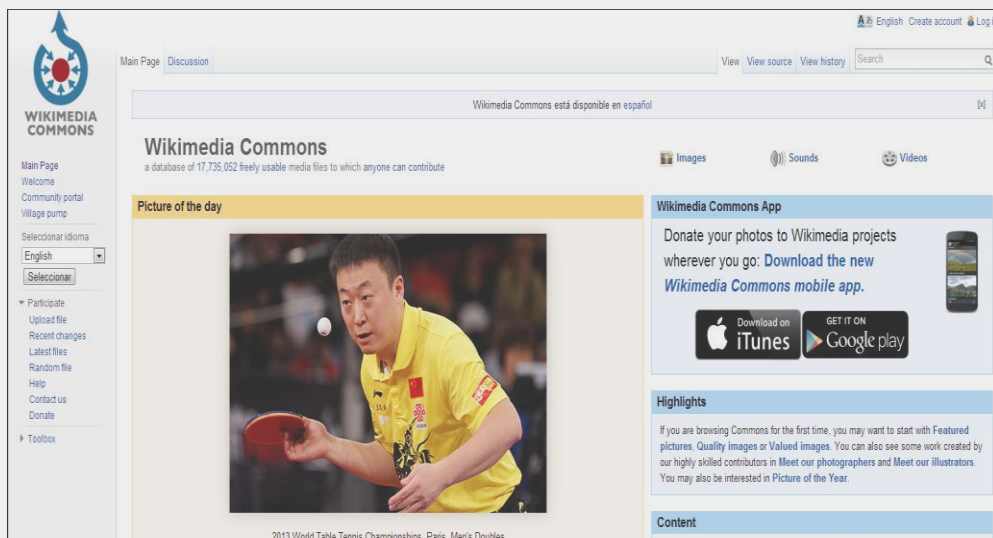 English Create account Log i
Main Page Discussion View View source View history Search
WIKIMEDIA
COMMONS
Wikimedia Commons está disponible en español [x]
Wikimedia Commons
a database of 17,735,052 freely usable media files to which anyone can contribute
Images Sounds Videos
Main Page
Welcome
Community portal
Village pump
Seleccionar idioma
English
Seleccionar
Participate
Upload file
Recent changes
Latest files
Random file
Help
Contact us
Donate
Toolbox
Picture of the day
2013 World Table Tennis Championships, Paris, Men's Doubles
Wikimedia Commons App
Donate your photos to Wikimedia projects
wherever you go: Download the new
Wikimedia Commons mobile app.
Download on
iTunes
GET IT ON
Google play
Highlights
If you are browsing Commons for the first time, you may want to start with Featured
pictures, Quality images or Valued images. You can also see some work created by
our highly skilled contributors in Meet our photographers and Meet our illustrators.
You may also be interested in Picture of the Year.
Content